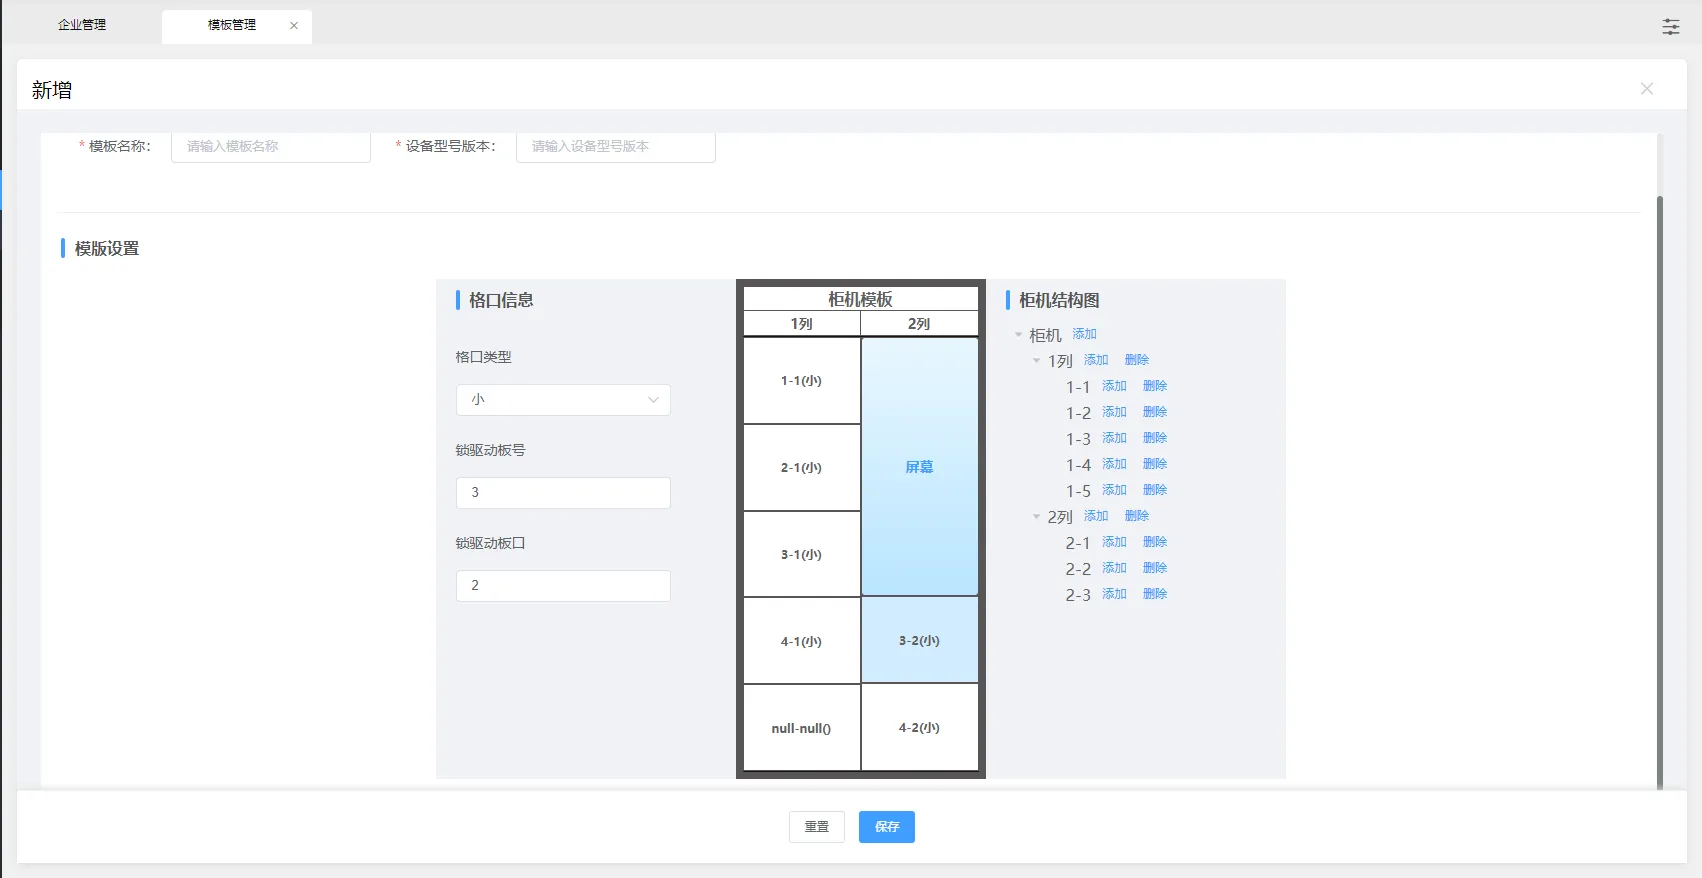 企业管理
模板管理
新增
* 模板名称： 请输入模板名称 * 设备型号版本： 请输入设备型号版本
模版设置
格口信息
格口类型
小
锁驱动板号
3
锁驱动板口
2
柜机模板
1列 2列
1-1(小)
2-1(小)
3-1(小)
4-1(小)
null-null()
屏幕
3-2(小)
4-2(小)
柜机结构图
柜机 添加
1列 添加 删除
1-1 添加 删除
1-2 添加 删除
1-3 添加 删除
1-4 添加 删除
1-5 添加 删除
2列 添加 删除
2-1 添加 删除
2-2 添加 删除
2-3 添加 删除
重置 保存